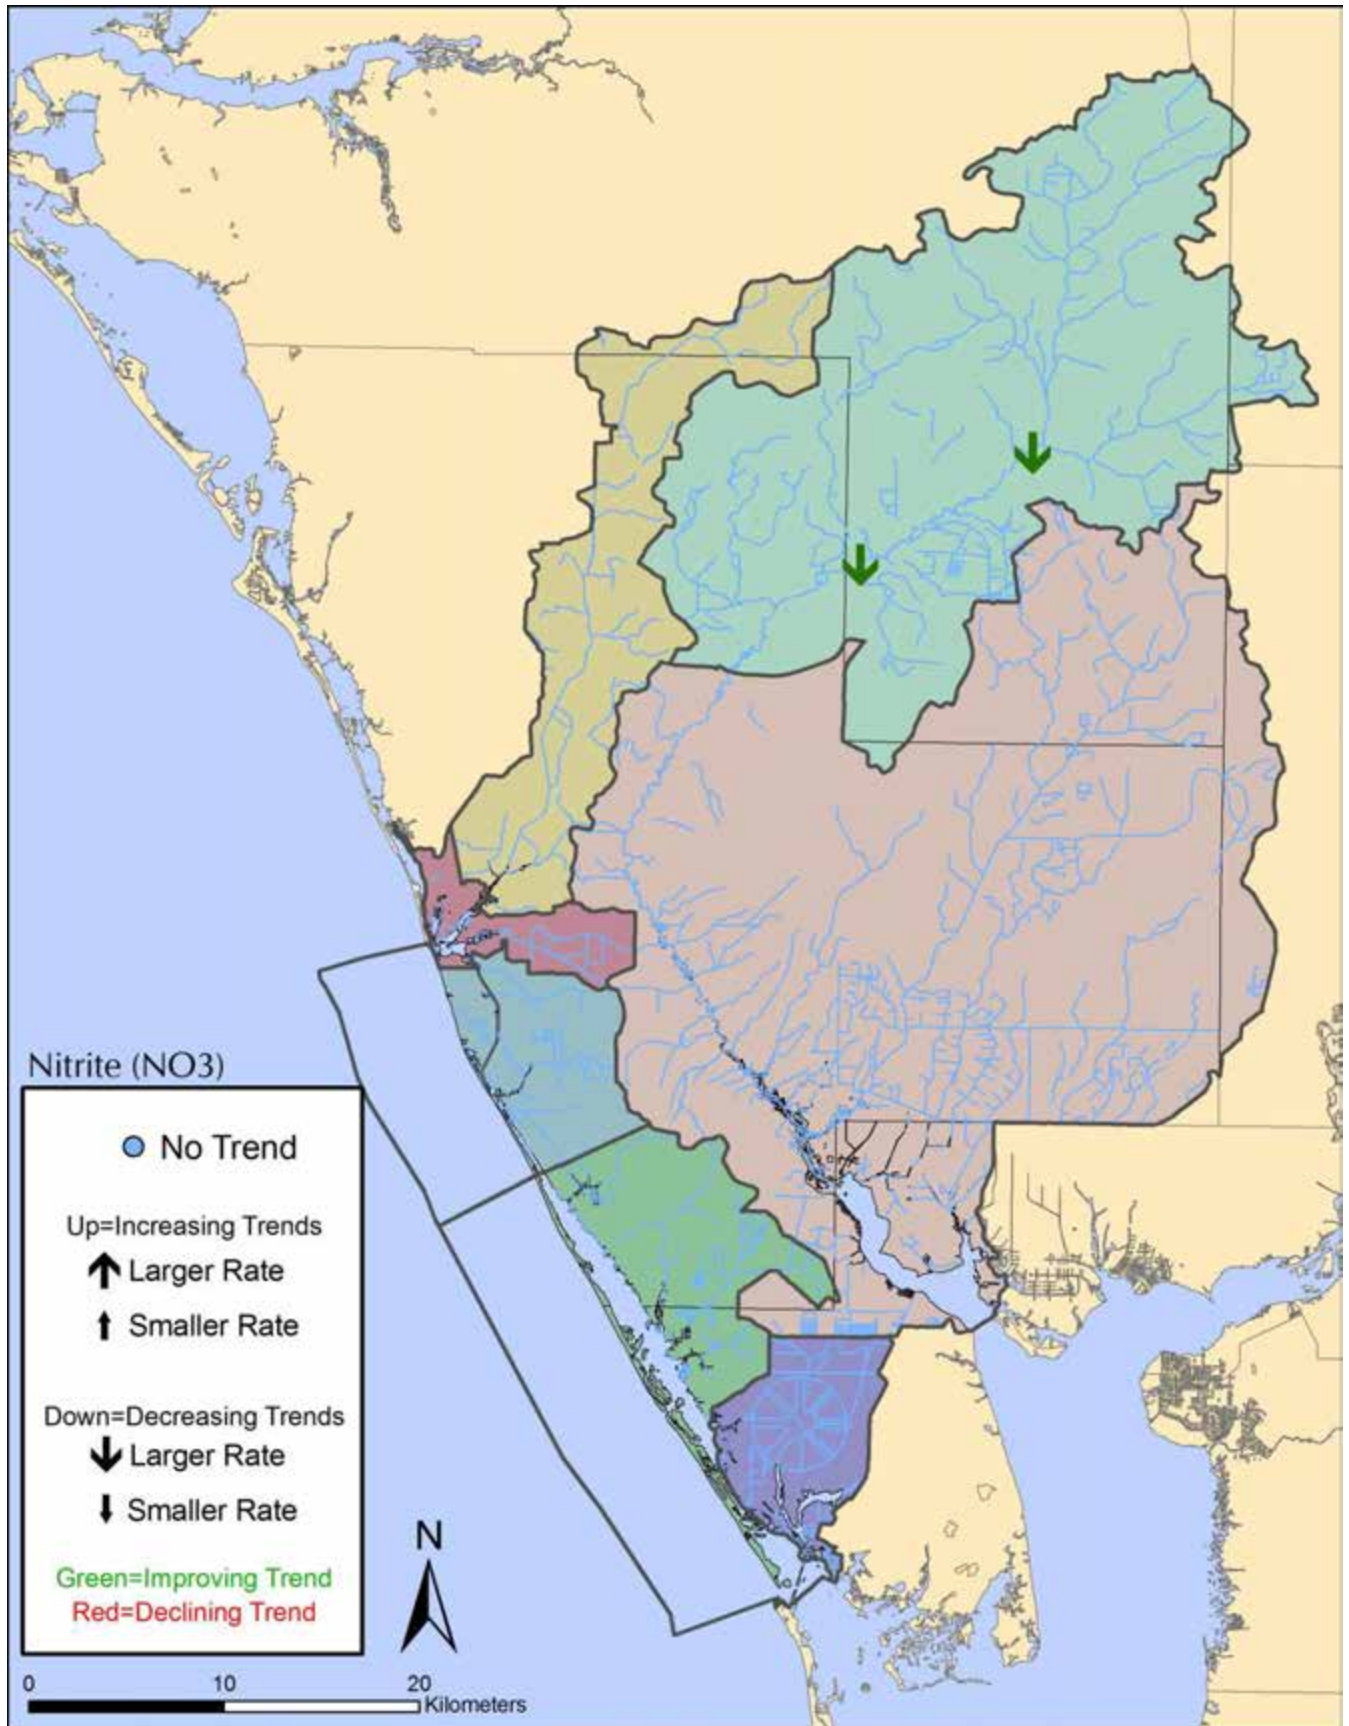 Nitrite (NO3)
No Trend
Up=Increasing Trends
Larger Rate
Smaller Rate
Down=Decreasing Trends
Larger Rate
Smaller Rate
Green=Improving Trend
Red=Declining Trend
N
0 10 20
Kilometers